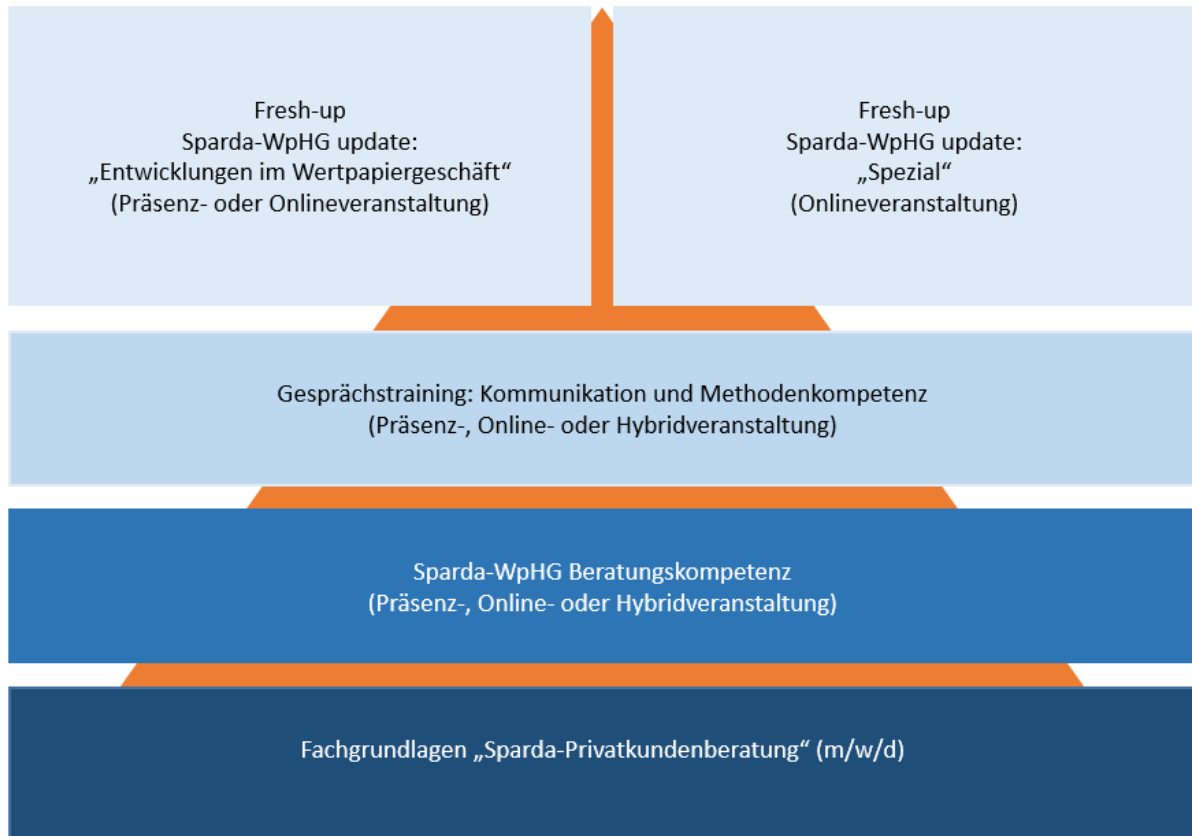 Fresh-up
Sparda-WpHG update:
„Entwicklungen im Wertpapiergeschäft“
(Präsenz- oder Onlineveranstaltung)
Fresh-up
Sparda-WpHG update:
„Spezial“
(Onlineveranstaltung)
Gesprächstraining: Kommunikation und Methodenkompetenz
(Präsenz-, Online- oder Hybridveranstaltung)
Sparda-WpHG Beratungskompetenz
(Präsenz-, Online- oder Hybridveranstaltung)
Fachgrundlagen „Sparda-Privatkundenberatung“ (m/w/d)